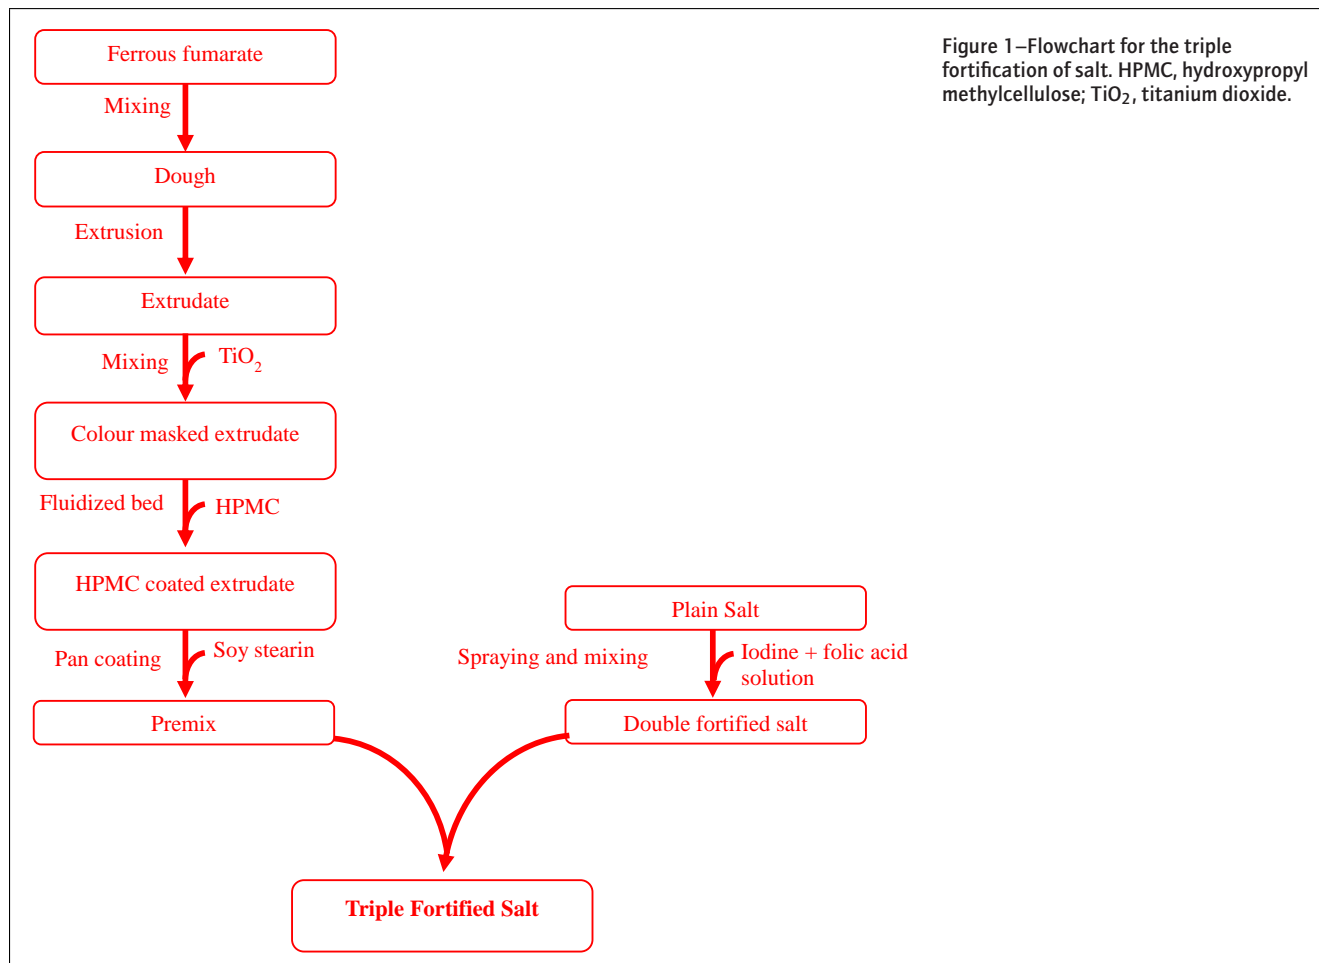 Ferrous fumarate
Mixing
Dough
Extrusion
Extrudate
Mixing
TiO2
Colour masked extrudate
Fluidized bed
HPMC
HPMC coated extrudate
Pan coating
Soy stearin
Premix
Plain Salt
Spraying and mixing
Iodine + folic acid
solution
Double fortified salt
Triple Fortified Salt
Figure 1–Flowchart for the triple
fortification of salt. HPMC, hydroxypropyl
methylcellulose; TiO2, titanium dioxide.